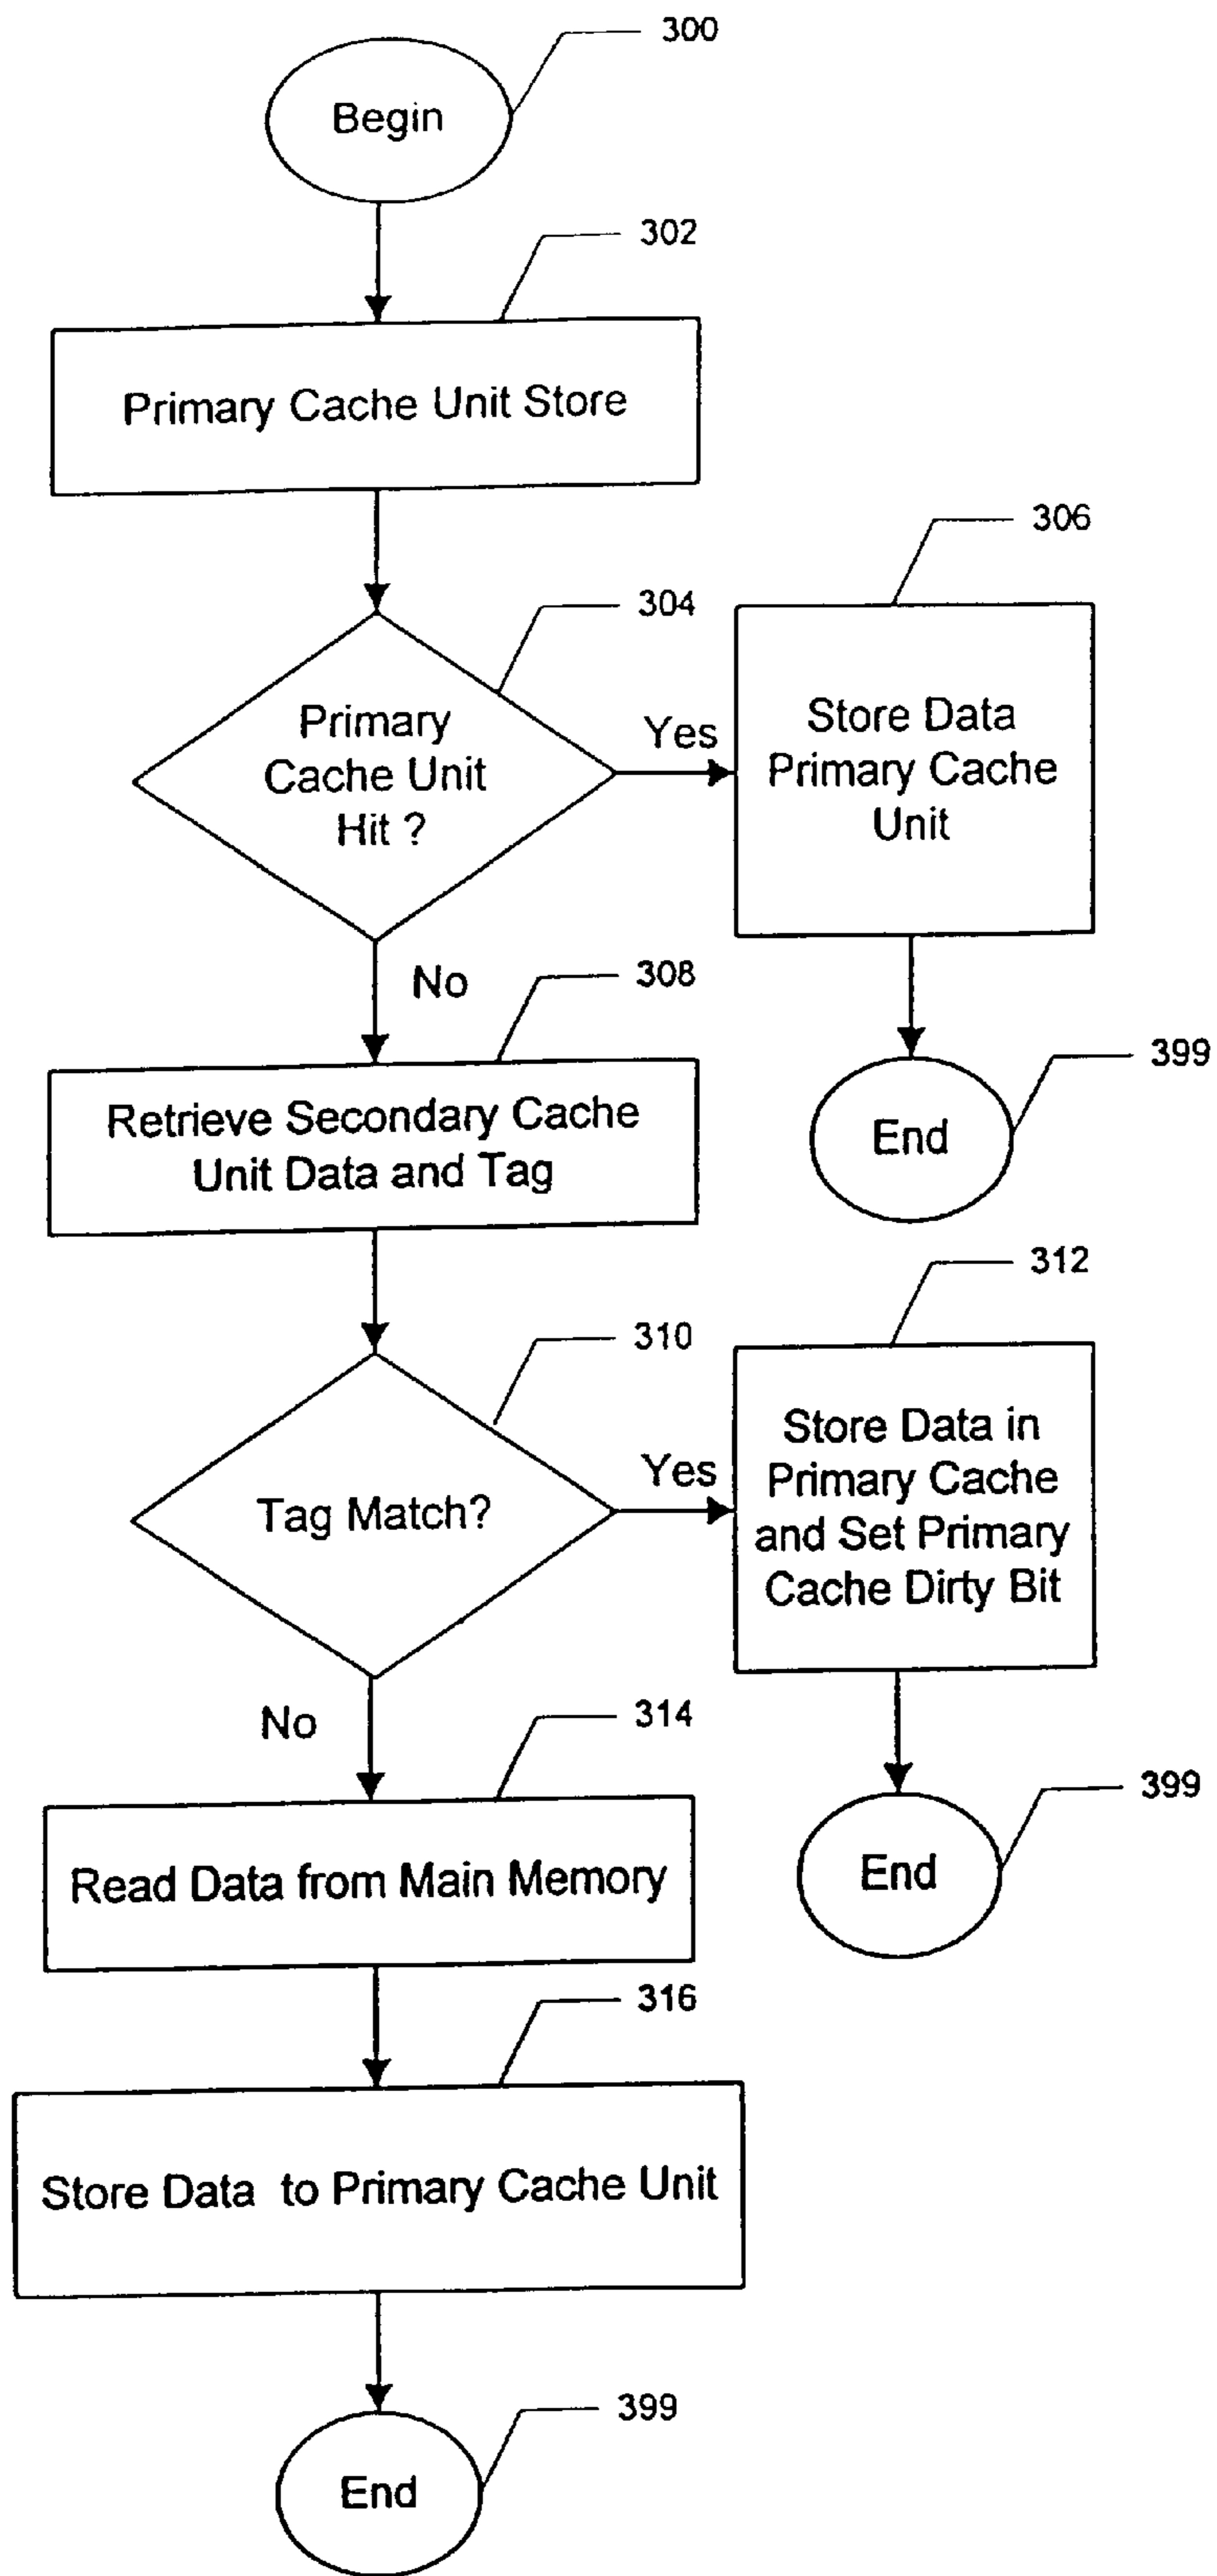 300
Begin
302
Primary Cache Unit Store
306
304
Primary
Cache Unit
Hit ?
Yes
Store Data
Primary Cache
Unit
No
308
399
End
Retrieve Secondary Cache
Unit Data and Tag
312
310
Tag Match?
Yes
Store Data in
Primary Cache
and Set Primary
Cache Dirty Bit
No
314
399
End
Read Data from Main Memory
316
Store Data to Primary Cache Unit
399
End